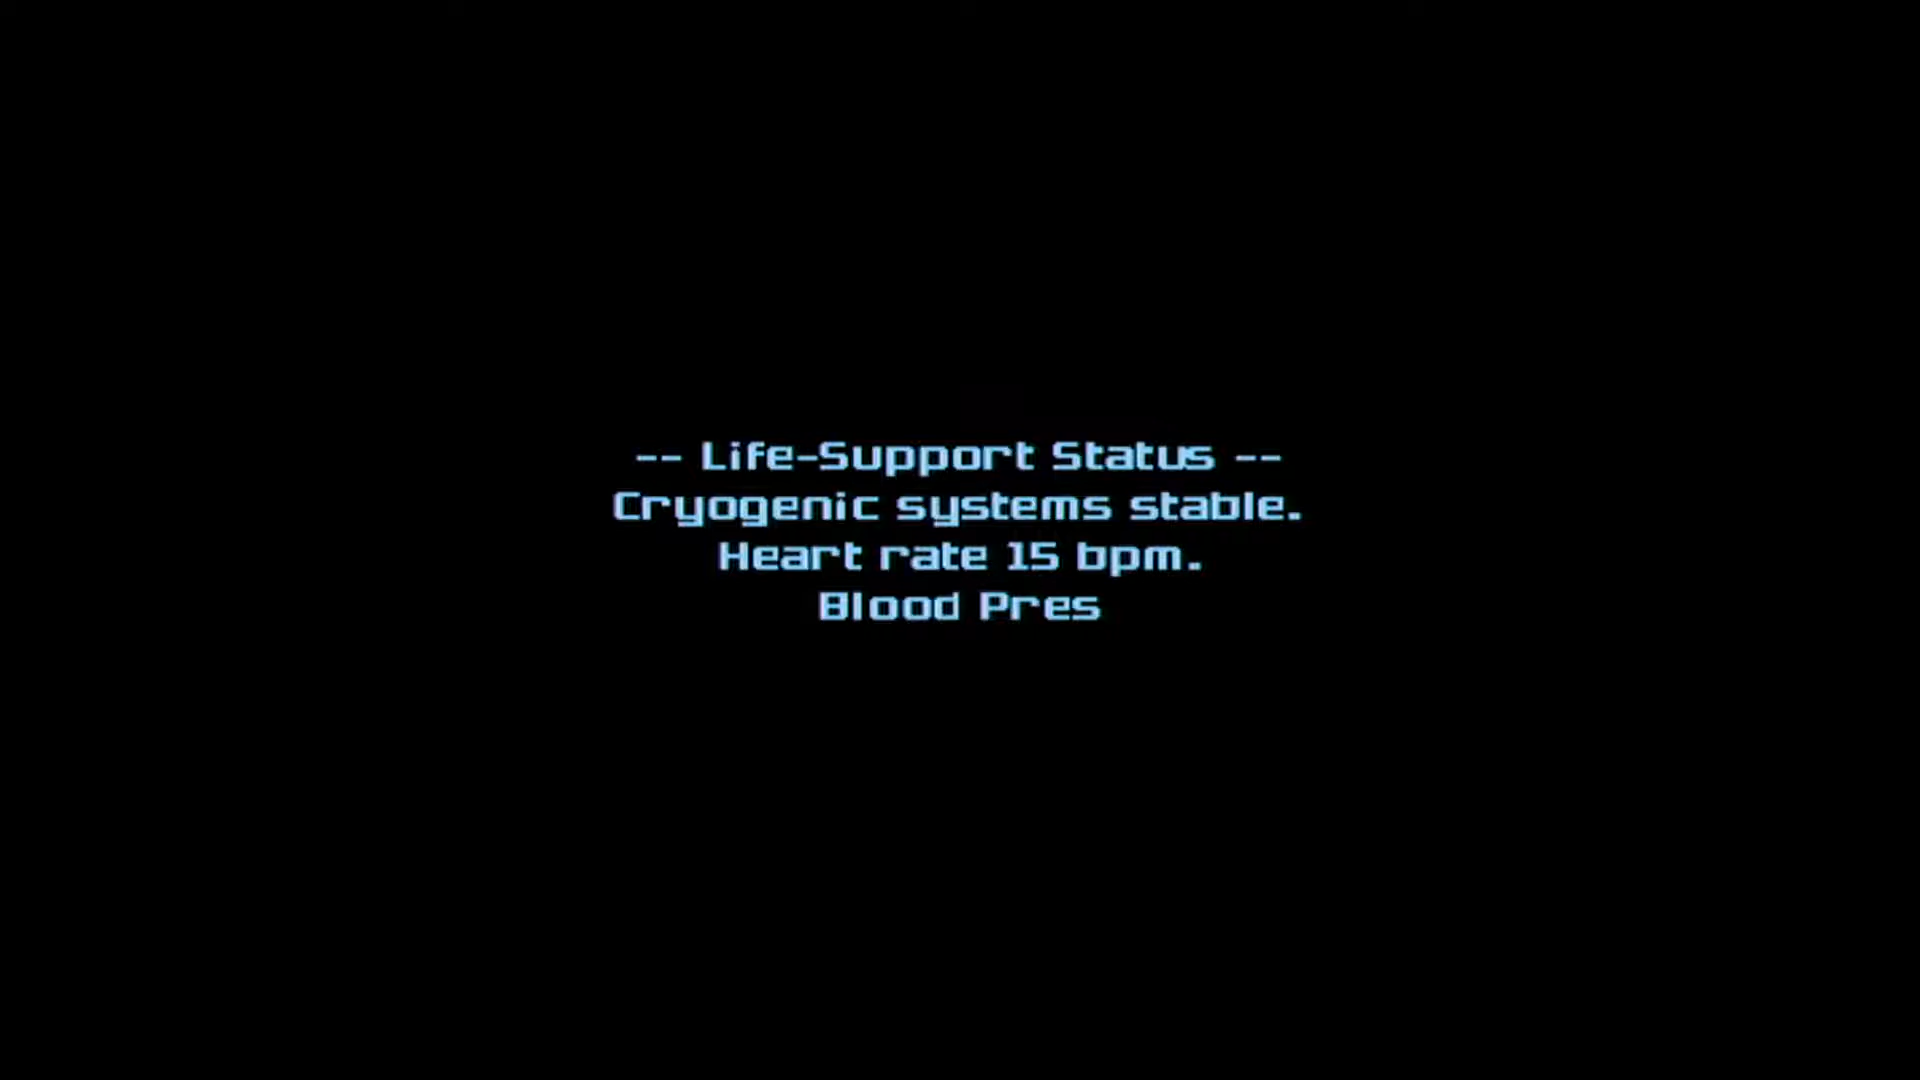 -- Life-Support Status --
Cryogenic systems stable.
Heart rate 15 bpm.
Blood Pres